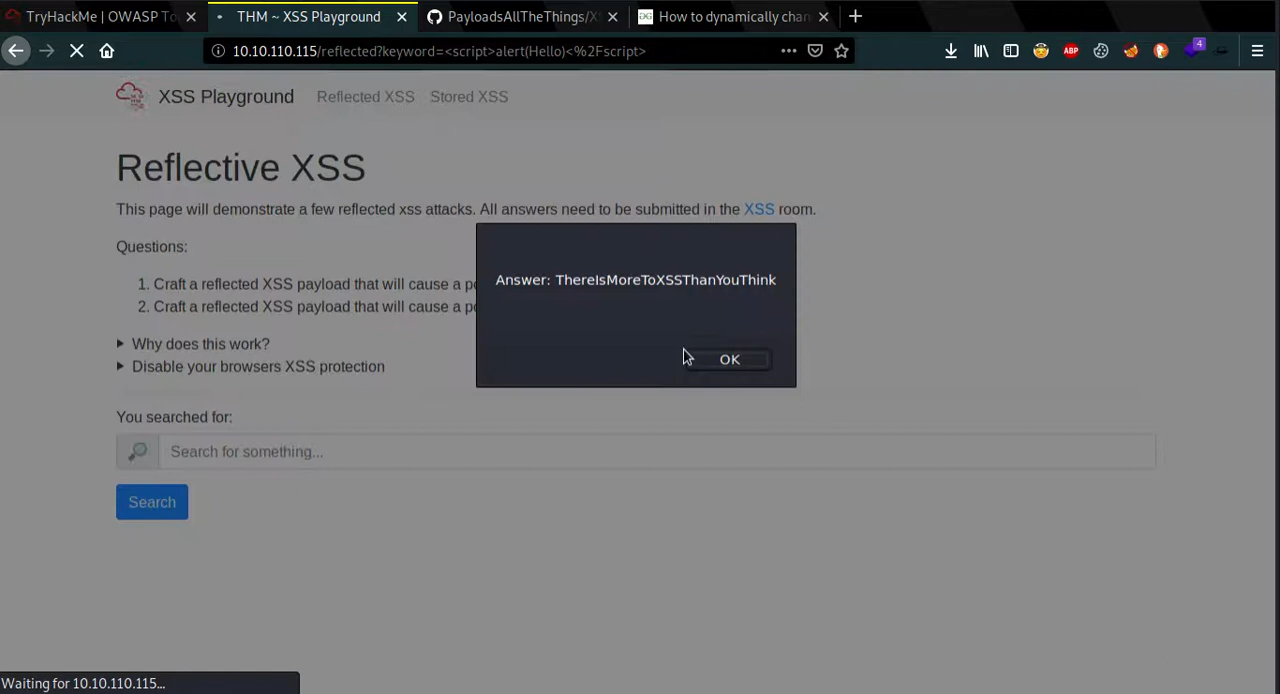 TryHackMe | OWASP To
THM ~ XSS Playground
PayloadsAllTheThings/XS
How to dynamically chan
10.10.110.115/reflected?keyword=<script>alert(Hello)<%2Fscript>
ABP
4
XSS Playground
Reflected XSS
Stored XSS
Reflective XSS
This page will demonstrate a few reflected xss attacks. All answers need to be submitted in the XSS room.
Questions:
1. Craft a reflected XSS payload that will cause a p
2. Craft a reflected XSS payload that will cause a p
Answer: ThereIsMoreToXSSThanYouThink
OK
Why does this work?
Disable your browsers XSS protection
You searched for:
Search for something...
Search
Waiting for 10.10.110.115...